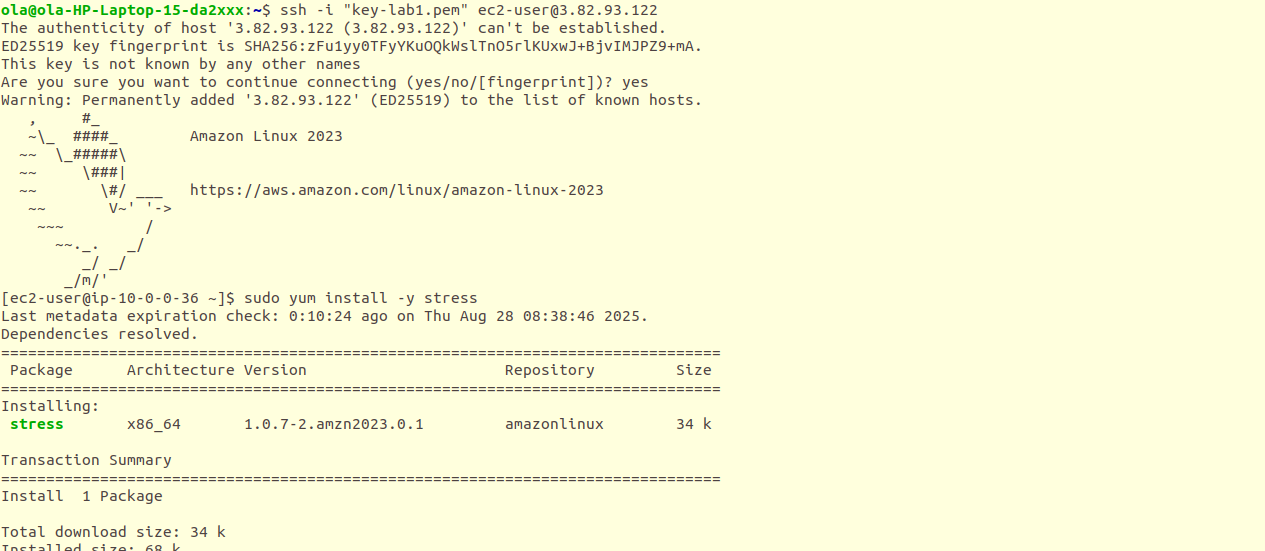 ola@ola-HP-Laptop-15-da2xxx:~$ ssh -i "key-lab1.pem" ec2-user@3.82.93.122
The authenticity of host '3.82.93.122 (3.82.93.122)' can't be established.
ED25519 key fingerprint is SHA256:zFu1yy0TFyYKuOQkWslTnO5rlKUxwJ+BjvIMJPZ9+mA.
This key is not known by any other names
Are you sure you want to continue connecting (yes/no/[fingerprint])? yes
Warning: Permanently added '3.82.93.122' (ED25519) to the list of known hosts.
   ,     #_
   ~\_  ####_        Amazon Linux 2023
  ~~  \_#####\
  ~~     \###|
  ~~       \#/ ___   https://aws.amazon.com/linux/amazon-linux-2023
   ~~       V~' '->
    ~~~         /
      ~~._.   _/
         _/ _/
       _/m/'
[ec2-user@ip-10-0-0-36 ~]$ sudo yum install -y stress
Last metadata expiration check: 0:10:24 ago on Thu Aug 28 08:38:46 2025.
Dependencies resolved.
================================================================================
 Package      Architecture Version                      Repository         Size
================================================================================
Installing:
 stress       x86_64       1.0.7-2.amzn2023.0.1         amazonlinux        34 k

Transaction Summary
================================================================================
Install  1 Package

Total download size: 34 k
Installed size: 68 k